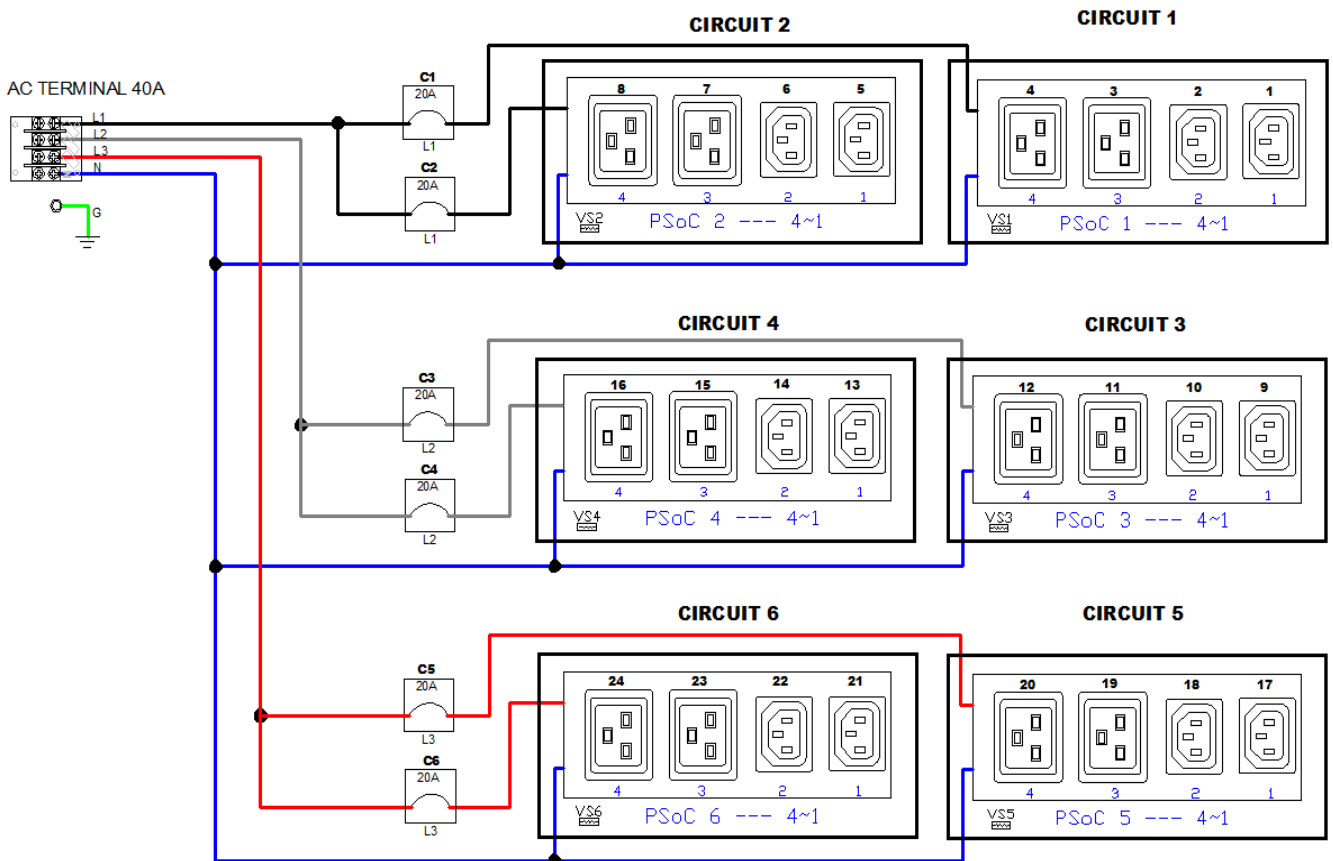 CIRCUIT 2
CIRCUIT 1
AC TERMINAL 40A
L1
L2
L3
N
G
C1
20A
L1
C2
20A
L1
8 7 6 5
4 3 2 1
VS2
PSoC 2 --- 4~1
4 3 2 1
4 3 2 1
VS1
PSoC 1 --- 4~1
CIRCUIT 4
CIRCUIT 3
C3
20A
L2
C4
20A
L2
16 15 14 13
4 3 2 1
VS4
PSoC 4 --- 4~1
12 11 10 9
4 3 2 1
VS3
PSoC 3 --- 4~1
CIRCUIT 6
CIRCUIT 5
C5
20A
L3
C6
20A
L3
24 23 22 21
4 3 2 1
VS6
PSoC 6 --- 4~1
20 19 18 17
4 3 2 1
VS5
PSoC 5 --- 4~1